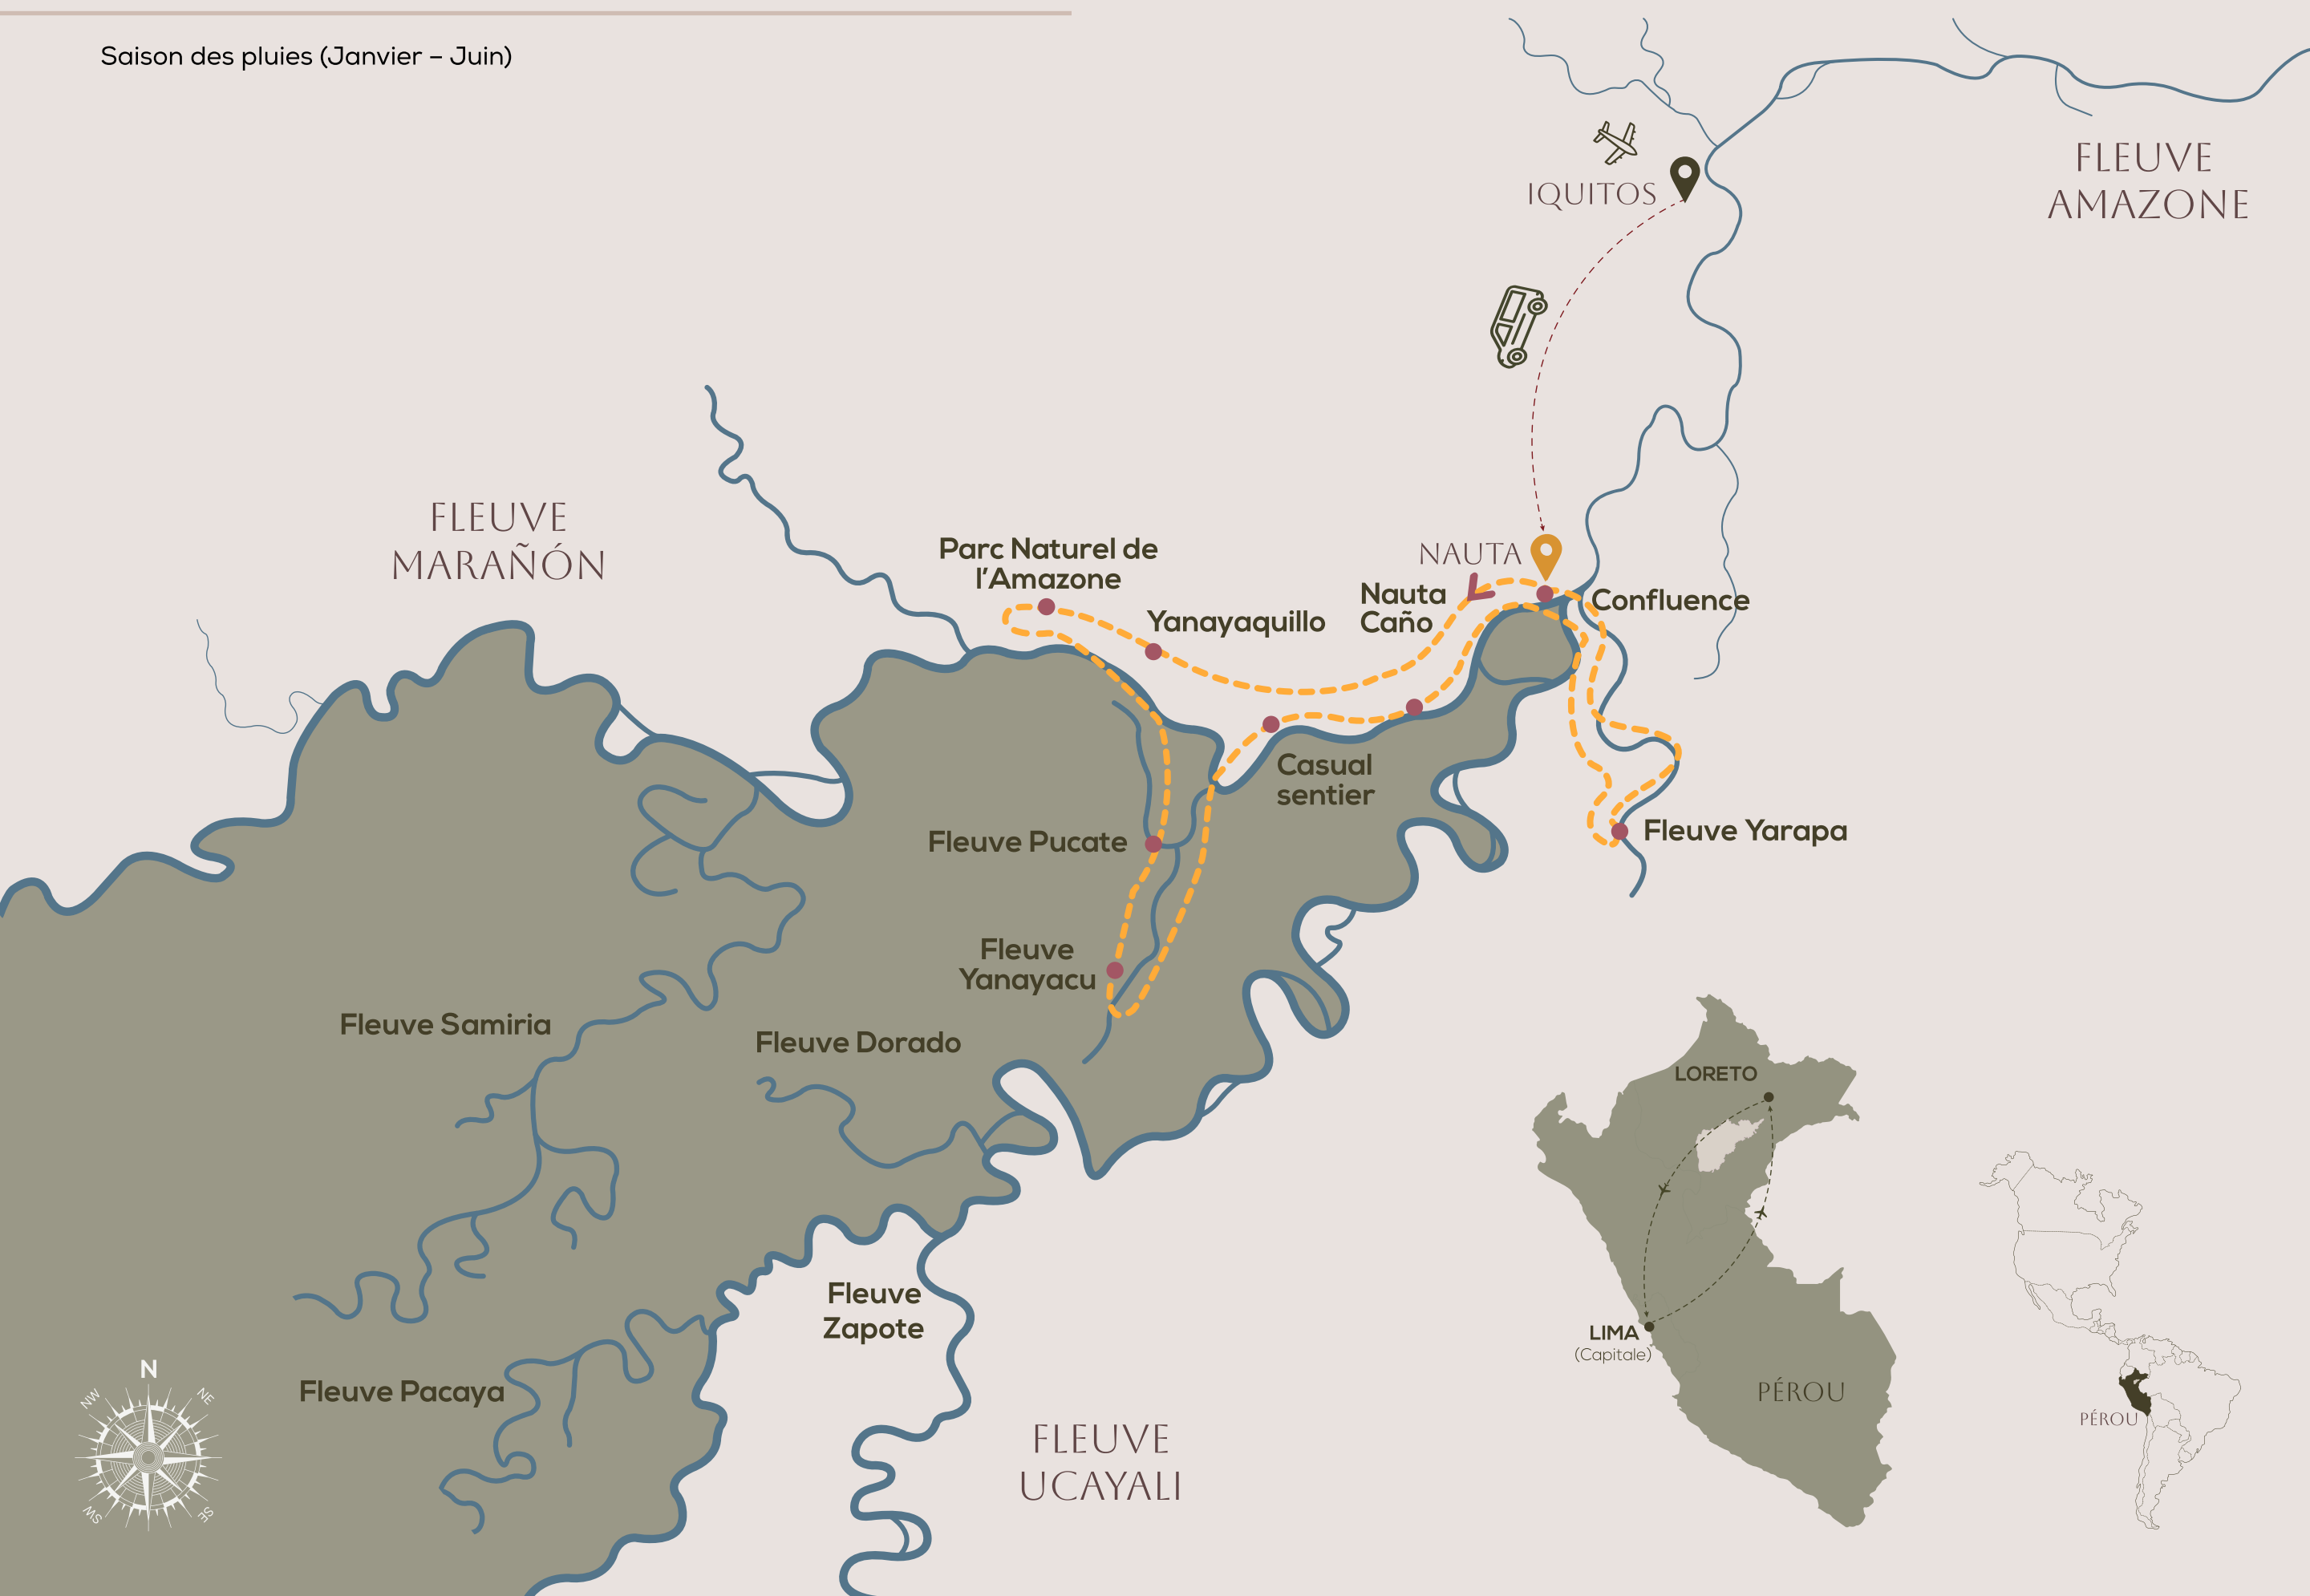 Saison des pluies (Janvier – Juin)
FLEUVE
AMAZONE
IQUITOS
FLEUVE
MARAÑÓN
Parc Naturel de
l'Amazone
NAUTA
Nauta
Caño
Confluence
Yanayaquillo
Casual
sentier
Fleuve Pucate
Fleuve Yarapa
Fleuve
Yanayacu
Fleuve Samiria
Fleuve Dorado
LORETO
Fleuve
Zapote
LIMA
(Capitale)
PÉROU
PÉROU
Fleuve Pacaya
FLEUVE
UCAYALI
N
NW
NE
SW
SE